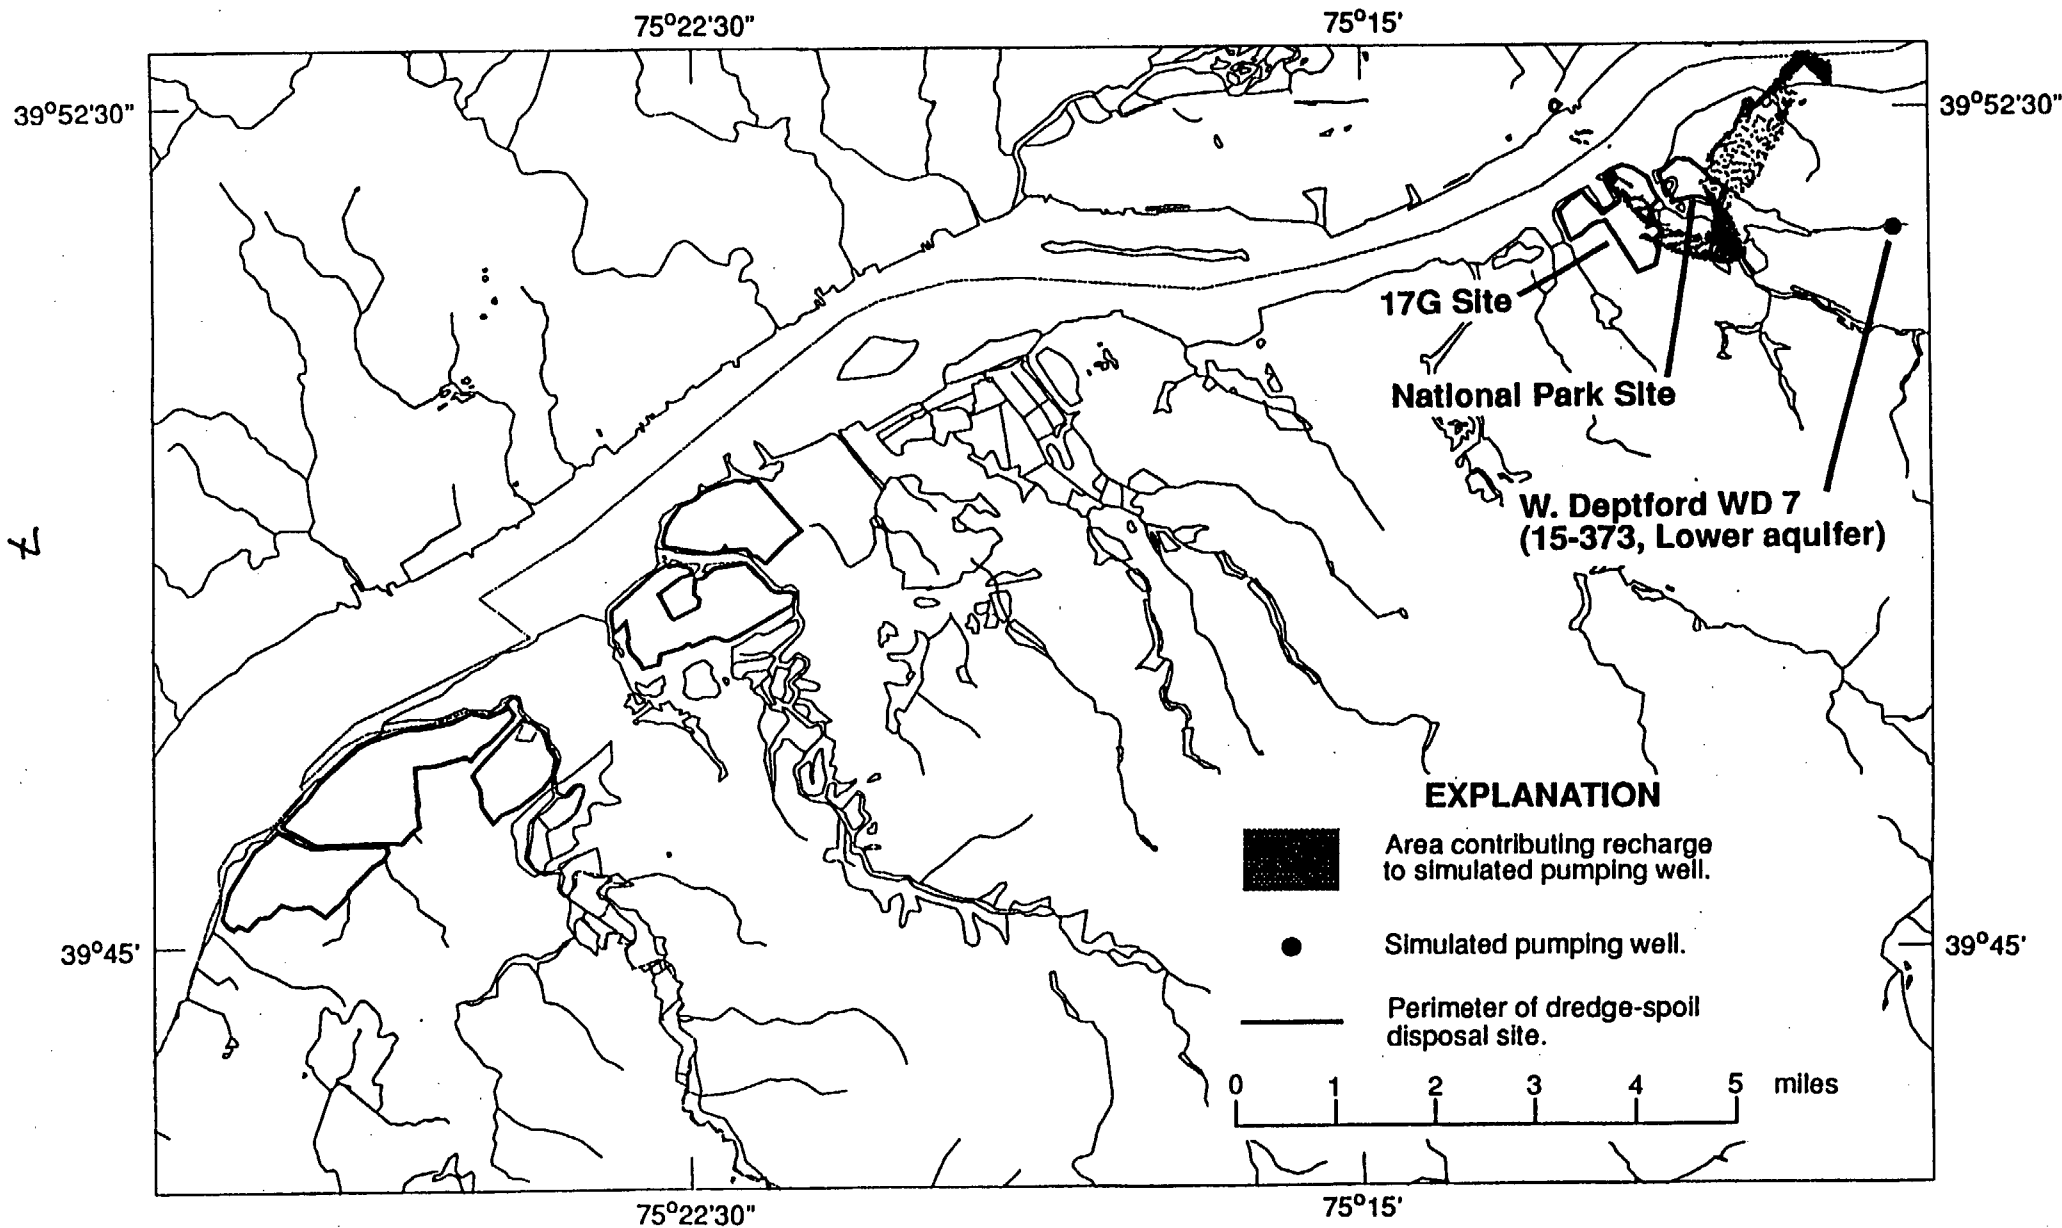 75°22'30" 75°15'
39°52'30" 39°52'30"
17G Site
National Park Site
W. Deptford WD 7
(15-373, Lower aquifer)
7
EXPLANATION
Area contributing recharge
to simulated pumping well.
39°45' Simulated pumping well. 39°45'
Perimeter of dredge-spoil
disposal site.
0 1 2 3 4 5 miles
75°22'30" 75°15'